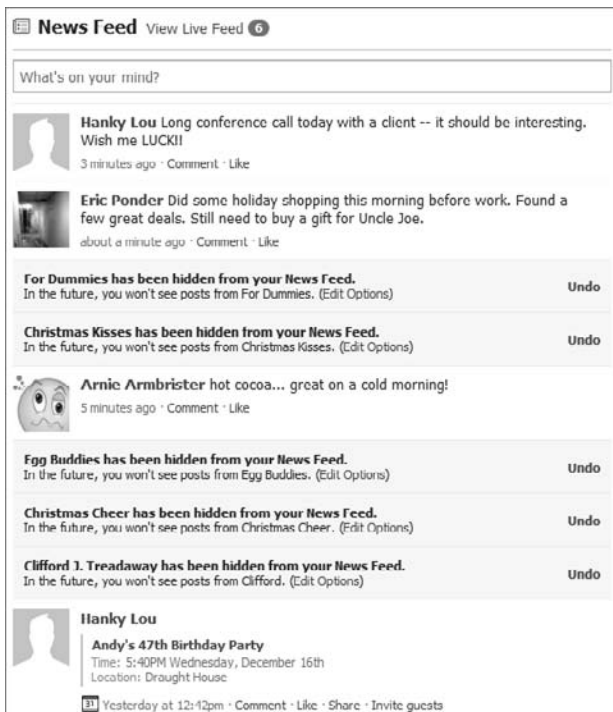 News Feed View Live Feed 6
What's on your mind?
Hanky Lou Long conference call today with a client -- it should be interesting.
Wish me LUCK!!
3 minutes ago · Comment · Like
Eric Ponder Did some holiday shopping this morning before work. Found a
few great deals. Still need to buy a gift for Uncle Joe.
about a minute ago · Comment · Like
For Dummies has been hidden from your News Feed.
In the future, you won't see posts from For Dummies. (Edit Options)
Undo
Christmas Kisses has been hidden from your News Feed.
In the future, you won't see posts from Christmas Kisses. (Edit Options)
Undo
Arnie Armbrister hot cocoa... great on a cold morning!
5 minutes ago · Comment · Like
Egg Buddies has been hidden from your News Feed.
In the future, you won't see posts from Egg Buddies. (Edit Options)
Undo
Christmas Cheer has been hidden from your News Feed.
In the future, you won't see posts from Christmas Cheer. (Edit Options)
Undo
Clifford J. Treadaway has been hidden from your News Feed.
In the future, you won't see posts from Clifford. (Edit Options)
Undo
Hanky Lou
Andy's 47th Birthday Party
Time: 5:40PM Wednesday, December 16th
Location: Draught House
31 Yesterday at 12:42pm · Comment · Like · Share · Invite guests